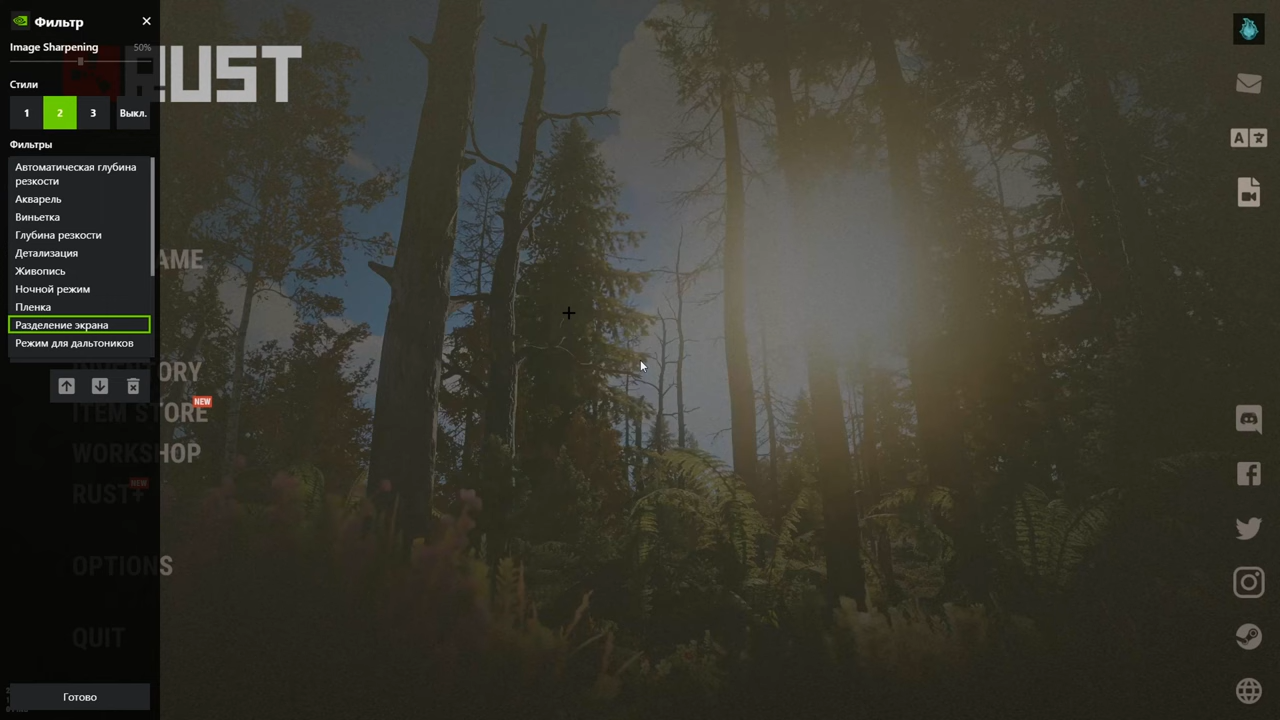 Фильтр
Image Sharpening 50%
RUST
Стили
1 2 3 Выкл.
Фильтры
Автоматическая глубина
резкости
Акварель
Виньетка
Глубина резкости
Детализация
Живопись
Ночной режим
Пленка
Разделение экрана
Режим для дальтоников
AME
INVENTORY
NEW
ITEM STORE
WORKSHOP
NEW
RUST+
OPTIONS
QUIT
Готово
A